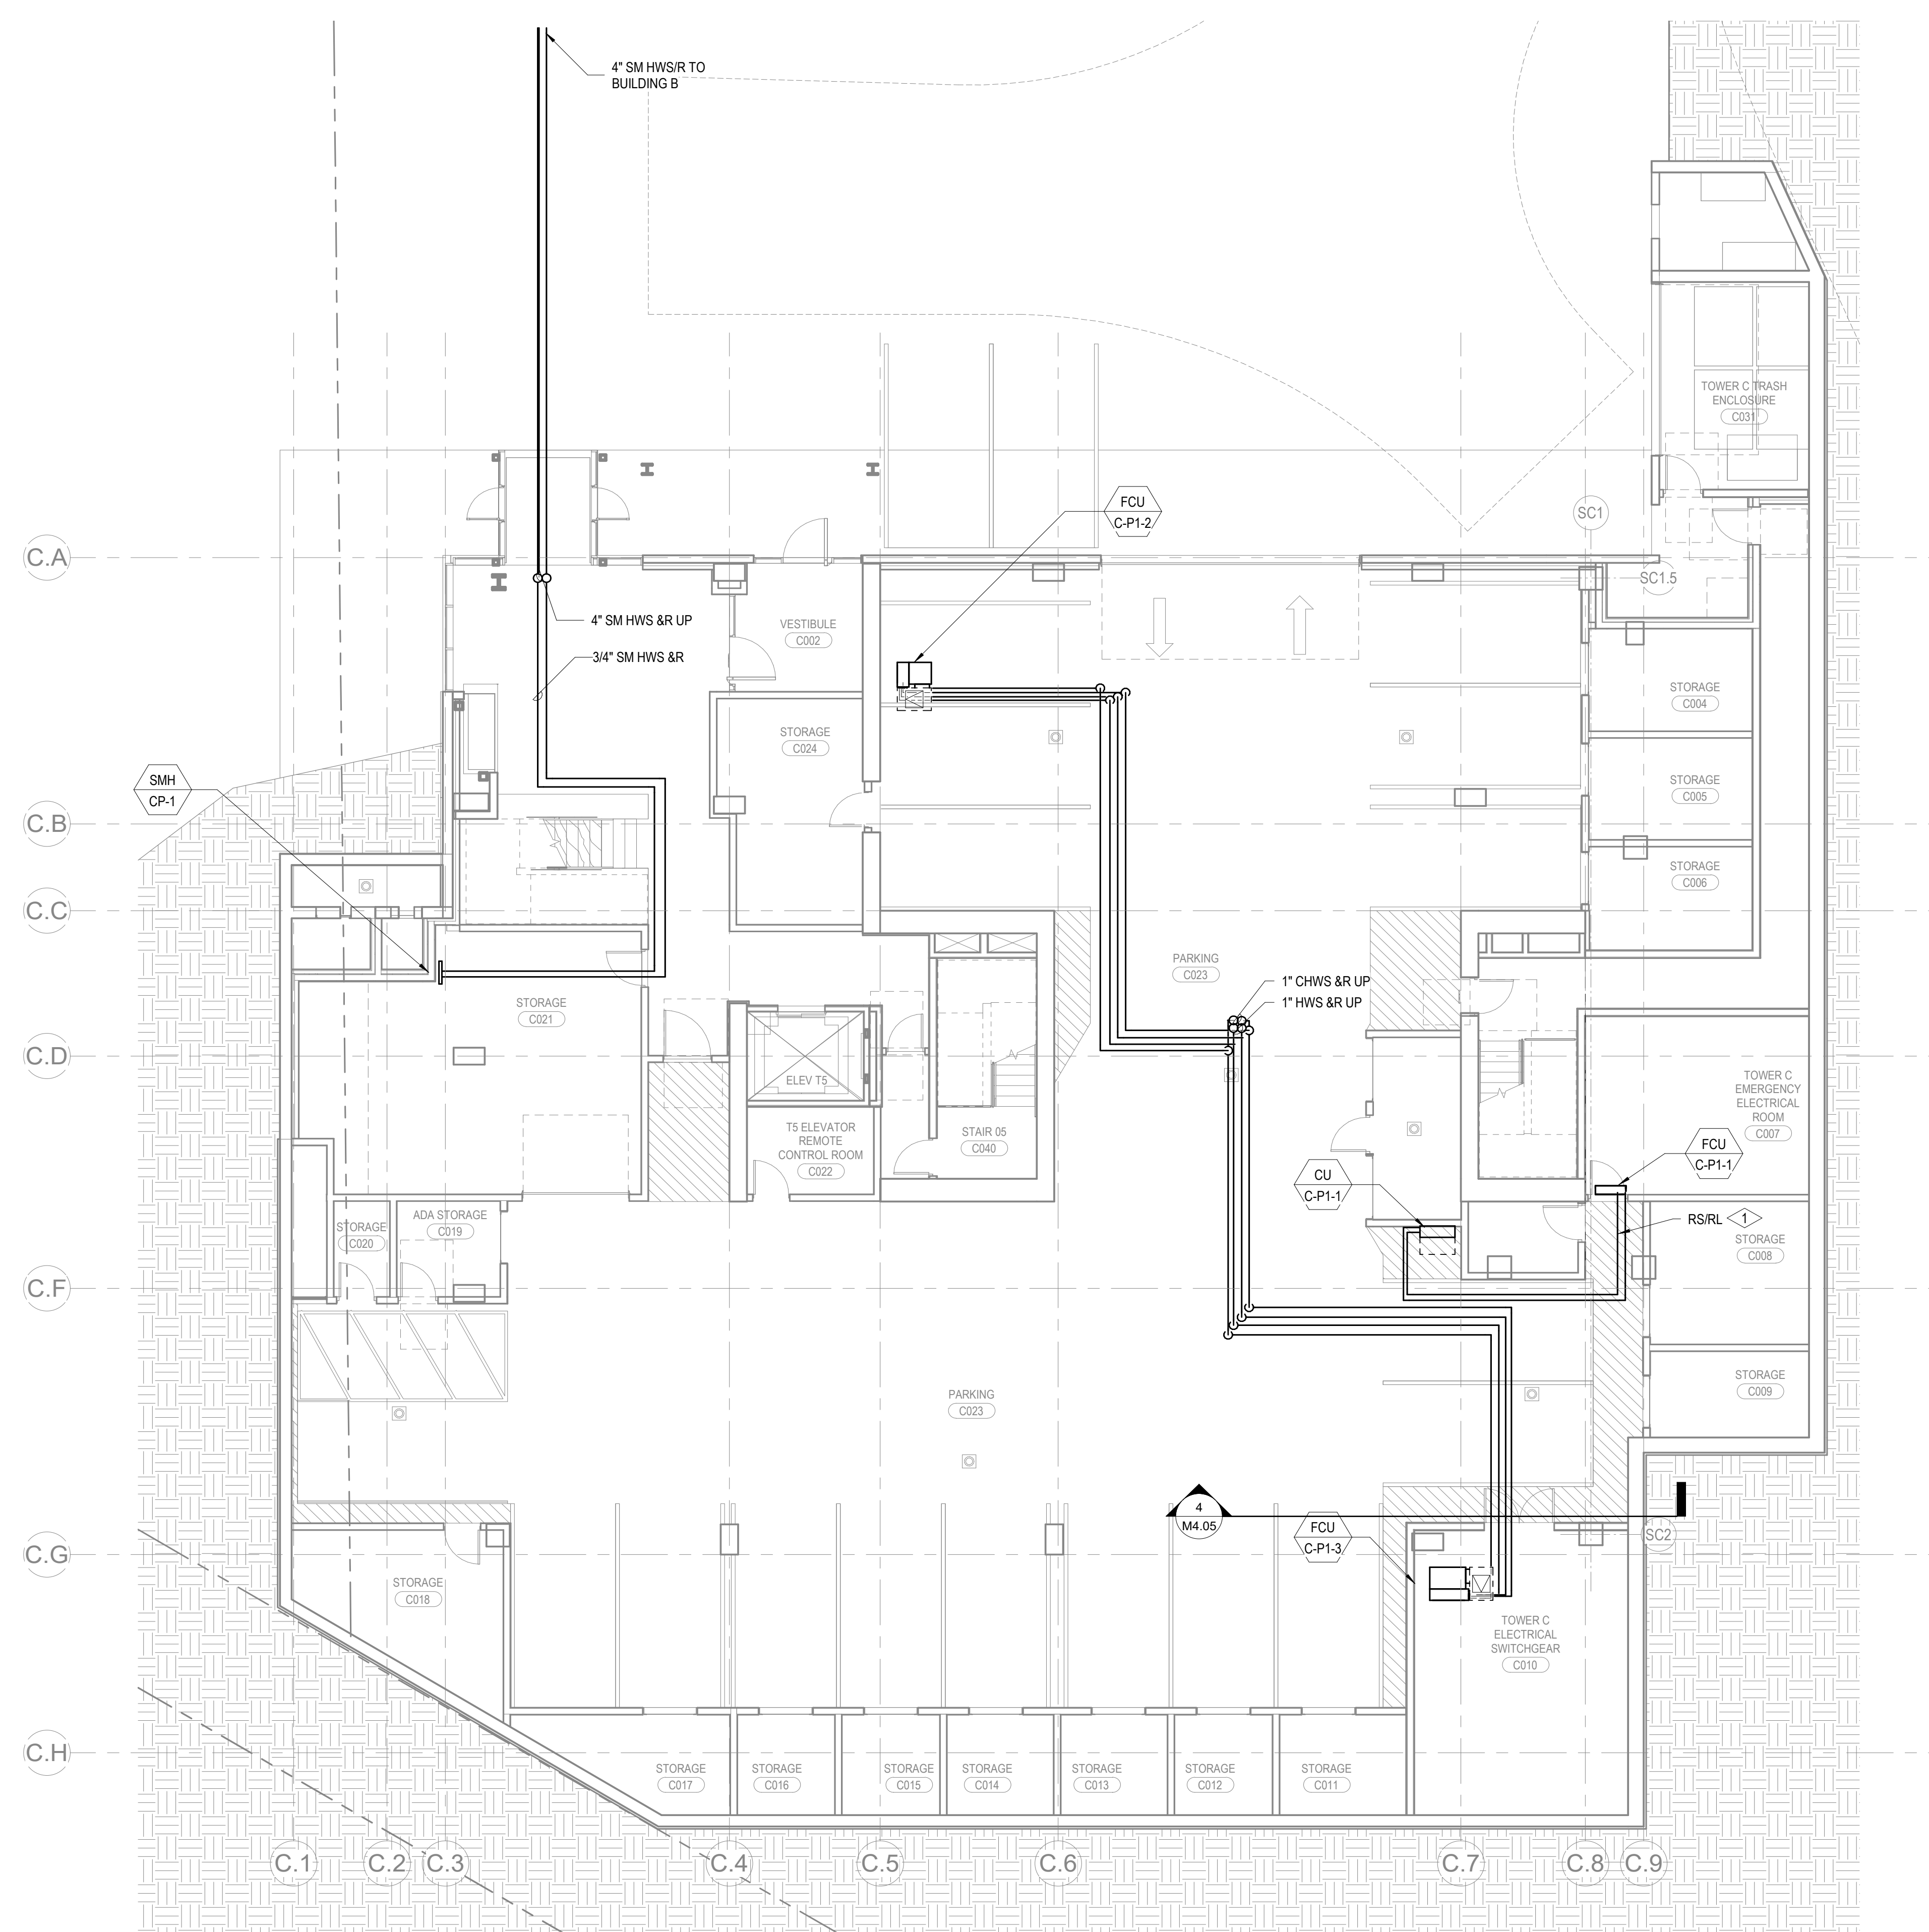 4" SM HWS/R TO
BUILDING B
TOWER C TRASH
ENCLOSURE
C031
FCU
C-P1-2
SC1
C.A
SC1.5
4" SM HWS &R UP
VESTIBULE
C002
3/4" SM HWS &R
STORAGE
C004
STORAGE
C024
SMH
CP-1
STORAGE
C005
C.B
STORAGE
C006
C.C
PARKING
C023
1" CHWS &R UP
1" HWS &R UP
STORAGE
C021
C.D
ELEV T5
TOWER C
EMERGENCY
ELECTRICAL
ROOM
C007
T5 ELEVATOR
REMOTE
CONTROL ROOM
C022
STAIR 05
C040
FCU
C-P1-1
CU
C-P1-1
RS/RL
1
STORAGE
C008
STORAGE
C020
ADA STORAGE
C019
C.F
STORAGE
C009
PARKING
C023
4
M4.05
FCU
C-P1-3
SC2
C.G
STORAGE
C018
TOWER C
ELECTRICAL
SWITCHGEAR
C010
C.H
STORAGE
C017
STORAGE
C016
STORAGE
C015
STORAGE
C014
STORAGE
C013
STORAGE
C012
STORAGE
C011
C.1
C.2
C.3
C.4
C.5
C.6
C.7
C.8
C.9